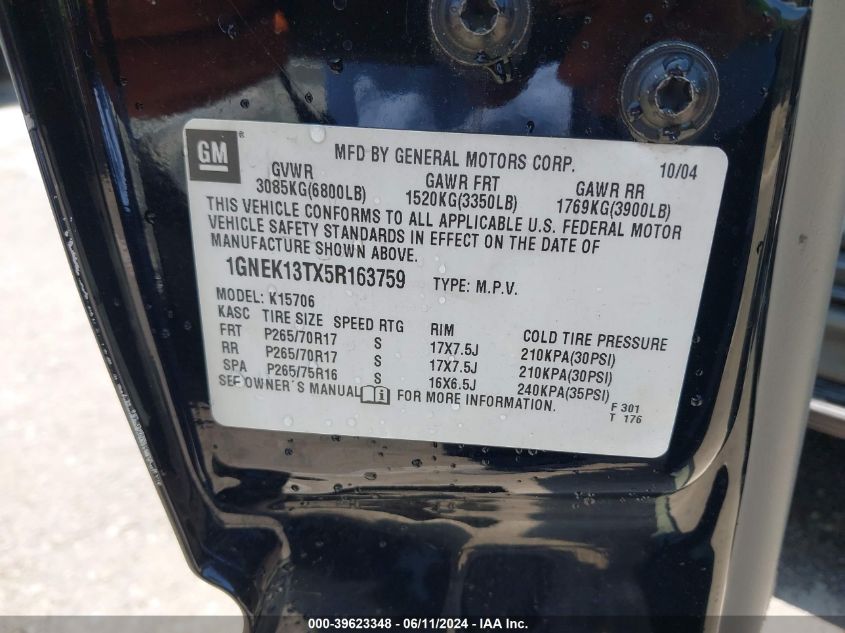 GM ®
MFD BY GENERAL MOTORS CORP. 10/04
GVWR GAWR FRT GAWR RR
3085KG(6800LB) 1520KG(3350LB) 1769KG(3900LB)
THIS VEHICLE CONFORMS TO ALL APPLICABLE U.S. FEDERAL MOTOR
VEHICLE SAFETY STANDARDS IN EFFECT ON THE DATE OF
MANUFACTURE SHOWN ABOVE.
1GNEK13TX5R163759 TYPE: M.P.V.
MODEL: K15706
KASC TIRE SIZE SPEED RTG RIM COLD TIRE PRESSURE
FRT P265/70R17 S 17X7.5J 210KPA(30PSI)
RR P265/70R17 S 17X7.5J 210KPA(30PSI)
SPA P265/75R16 S 16X6.5J 240KPA(35PSI)
SEE OWNER'S MANUAL i FOR MORE INFORMATION.
F 301
T 176
000-39623348 - 06/11/2024 - IAA, Inc.